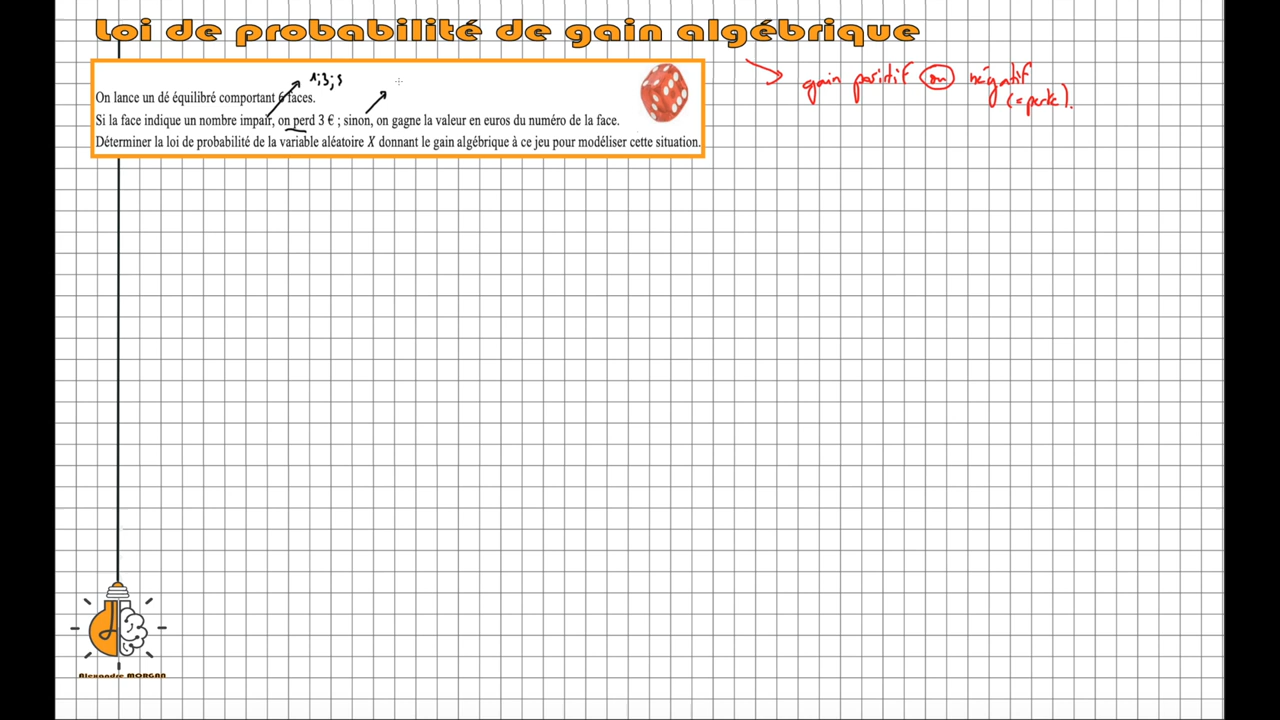 Loi de probabilité de gain algébrique
1;3;5
gain positif ou négatif
(= perte).
On lance un dé équilibré comportant 6 faces.
Si la face indique un nombre impair, on perd 3 € ; sinon, on gagne la valeur en euros du numéro de la face.
Déterminer la loi de probabilité de la variable aléatoire X donnant le gain algébrique à ce jeu pour modéliser cette situation.
Alexandre MORGAN